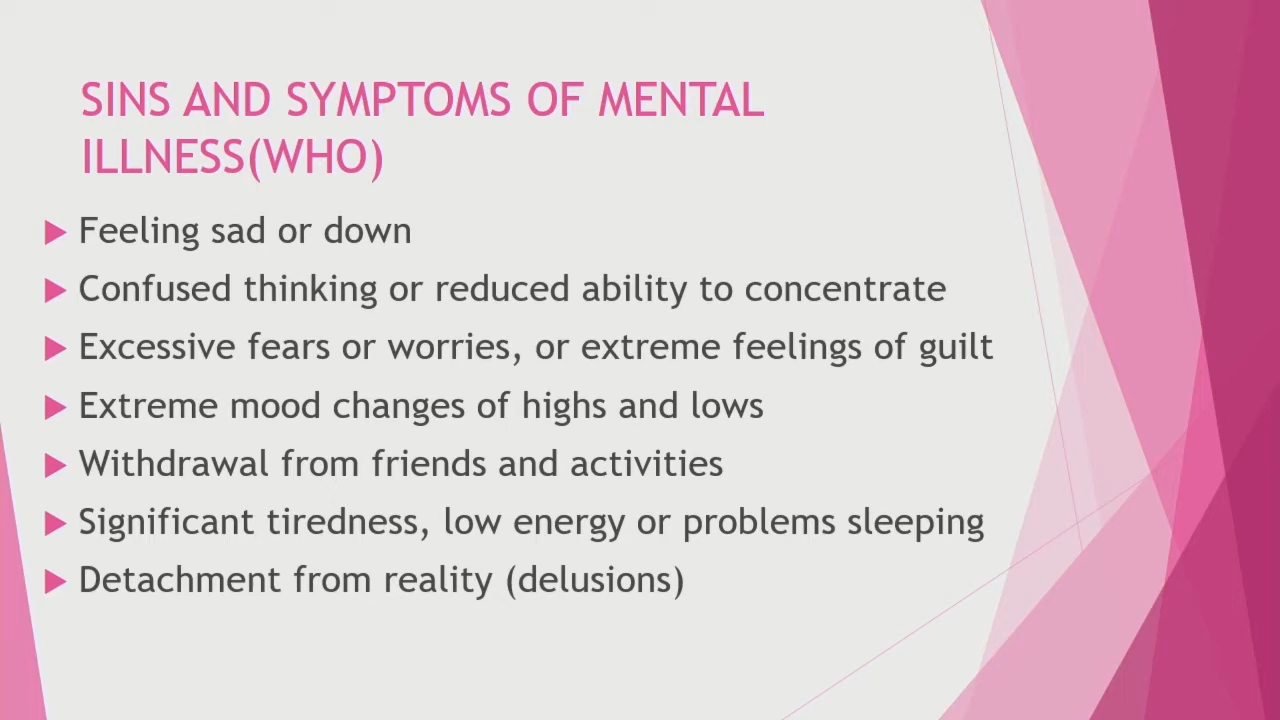 SINS AND SYMPTOMS OF MENTAL
ILLNESS(WHO)
Feeling sad or down
Confused thinking or reduced ability to concentrate
Excessive fears or worries, or extreme feelings of guilt
Extreme mood changes of highs and lows
Withdrawal from friends and activities
Significant tiredness, low energy or problems sleeping
Detachment from reality (delusions)